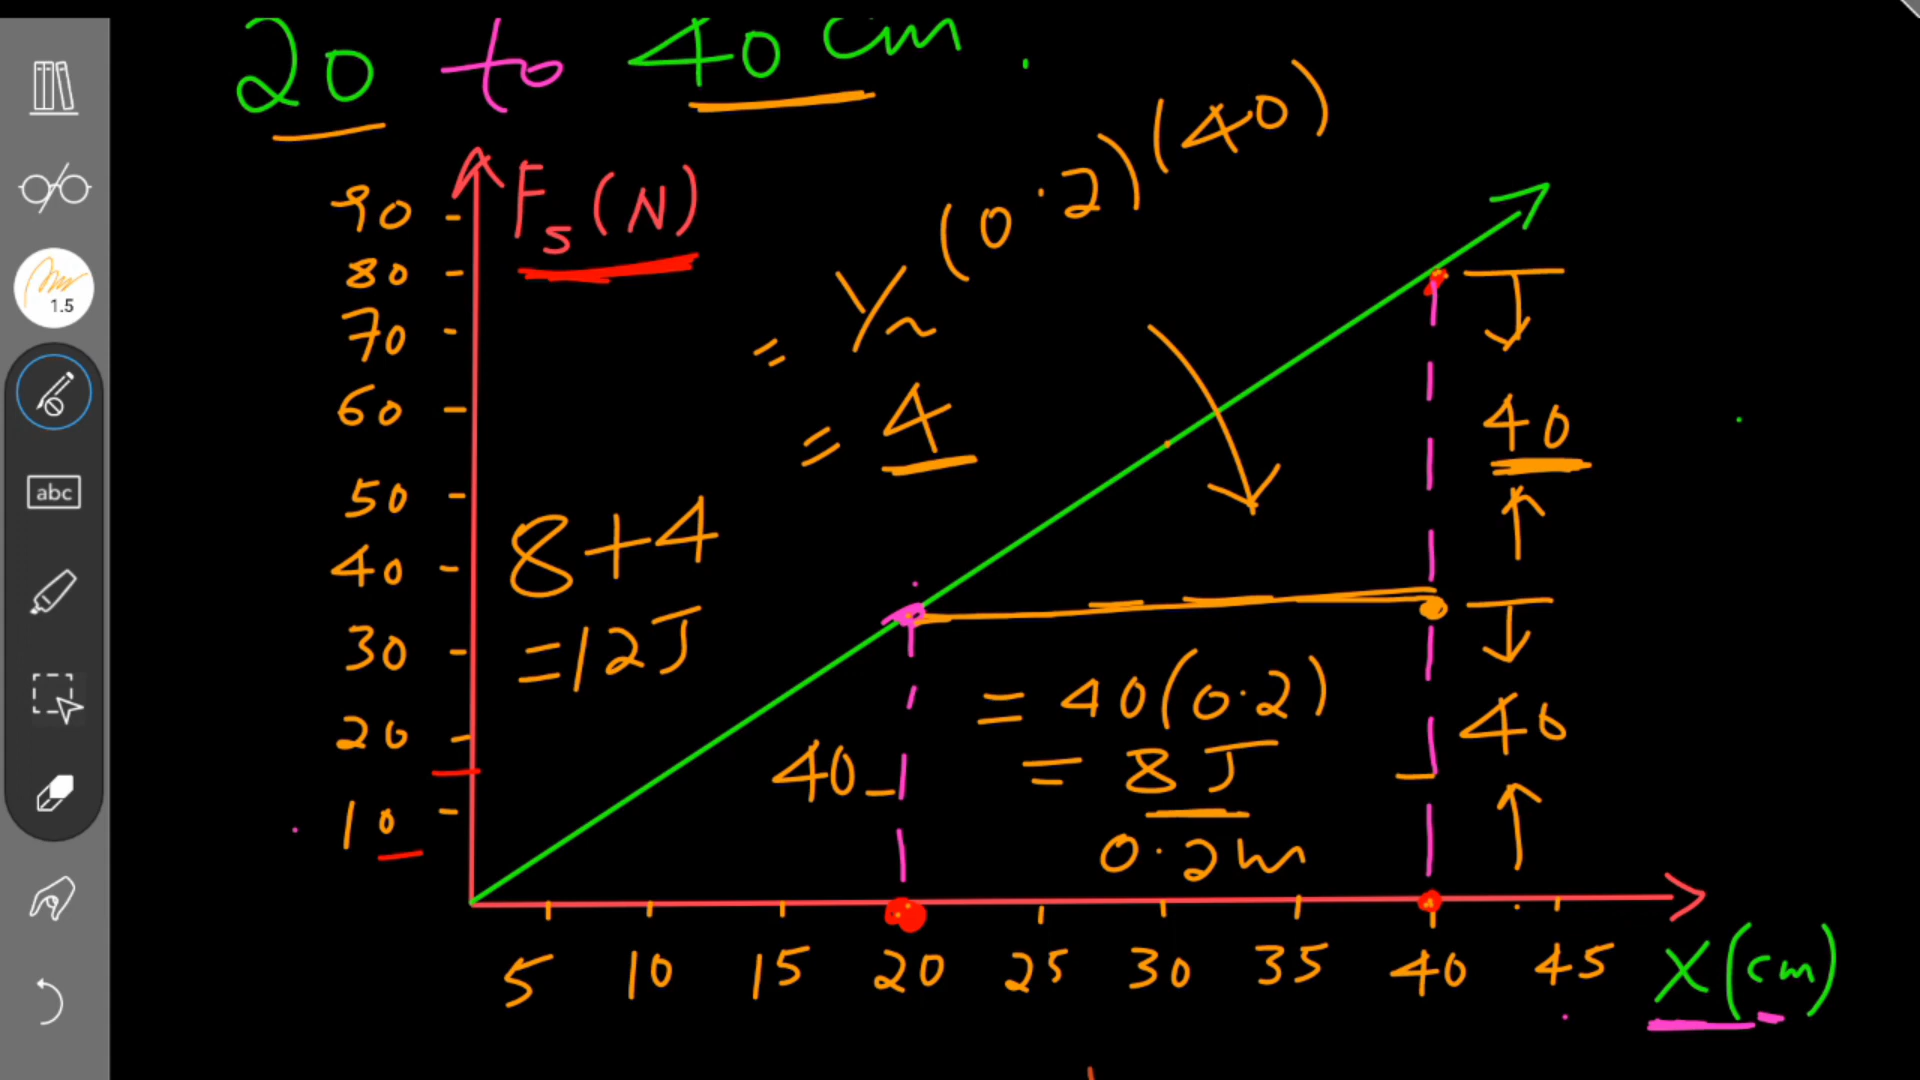 20 to 40 cm.
Fs (N)
90
80
70
60
50
40
30
20
10
= 1/2 (0.2)(40)
= 4
8+4
= 12J
40
= 40(0.2)
= 8 J
0.2m
40
40
5 10 15 20 25 30 35 40 45 X(cm)
1.5
abc